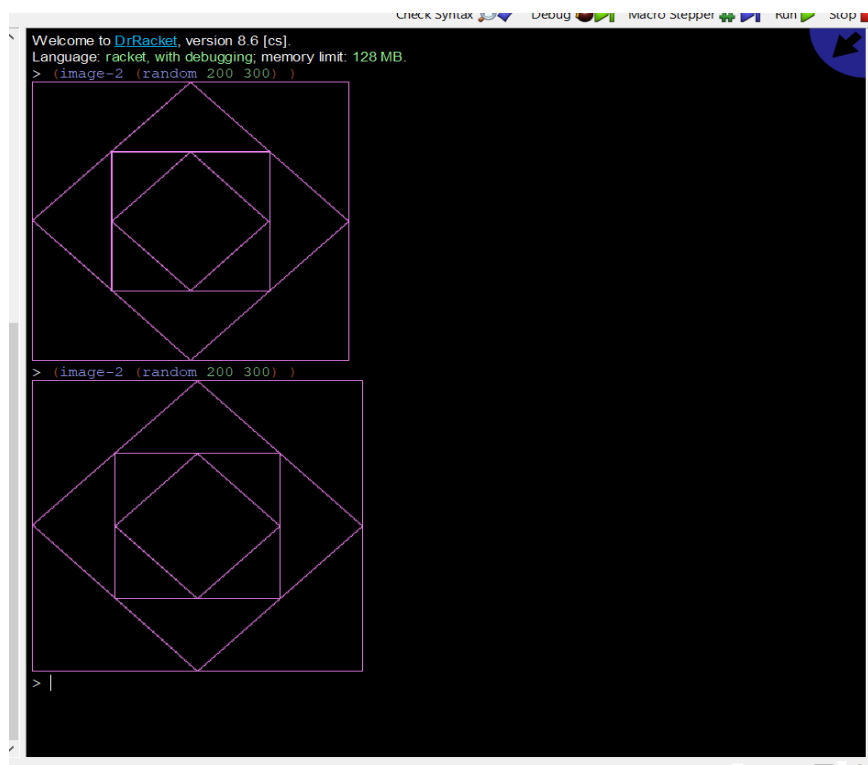 Check Syntax Debug Macro Stepper Run Stop
Welcome to DrRacket, version 8.6 [cs].
Language: racket, with debugging; memory limit: 128 MB.
> (image-2 (random 200 300) )
> (image-2 (random 200 300) )
>